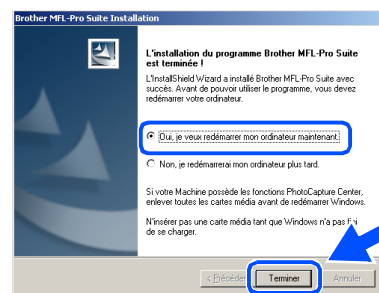 Brother MFL-Pro Suite Installation
L'installation du programme Brother MFL-Pro Suite
est terminée !
L'InstallShield Wizard a installé Brother MFL-Pro Suite avec
succès. Avant de pouvoir utiliser le programme, vous devez
redémarrer votre ordinateur.
Oui, je veux redémarrer mon ordinateur maintenant.
Non, je redémarrerai mon ordinateur plus tard.
Si votre Machine possède les fonctions PhotoCapture Center,
enlever toutes les cartes média avant de redémarrer Windows.
N'insérer pas une carte média tant que Windows n'a pas fini
de se charger.
< Précédent Terminer Annuler